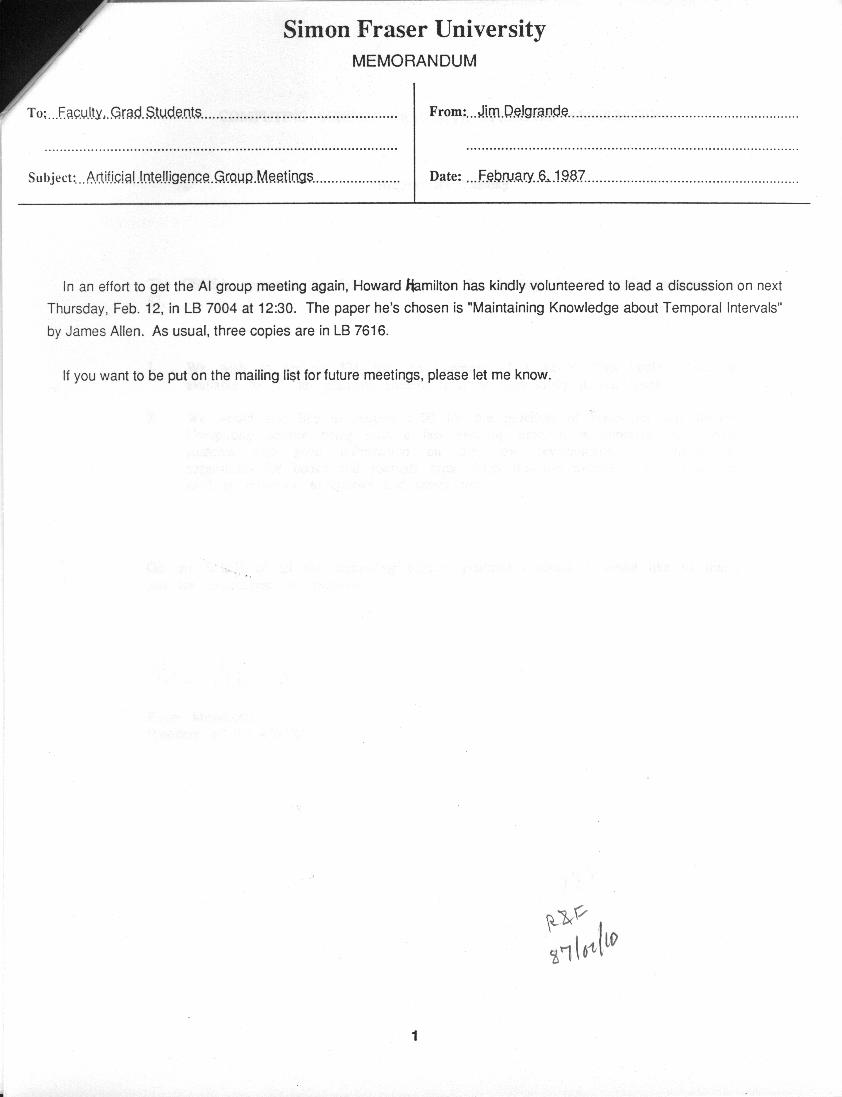 Simon Fraser University
MEMORANDUM
To: Faculty, Grad Students
From: Jim Delgrande
Subject: Artificial Intelligence Group Meetings
Date: February 6, 1987
In an effort to get the AI group meeting again, Howard Hamilton has kindly volunteered to lead a discussion on next
Thursday, Feb. 12, in LB 7004 at 12:30. The paper he's chosen is "Maintaining Knowledge about Temporal Intervals"
by James Allen. As usual, three copies are in LB 7616.
If you want to be put on the mailing list for future meetings, please let me know.
R&F
87/02/10
1